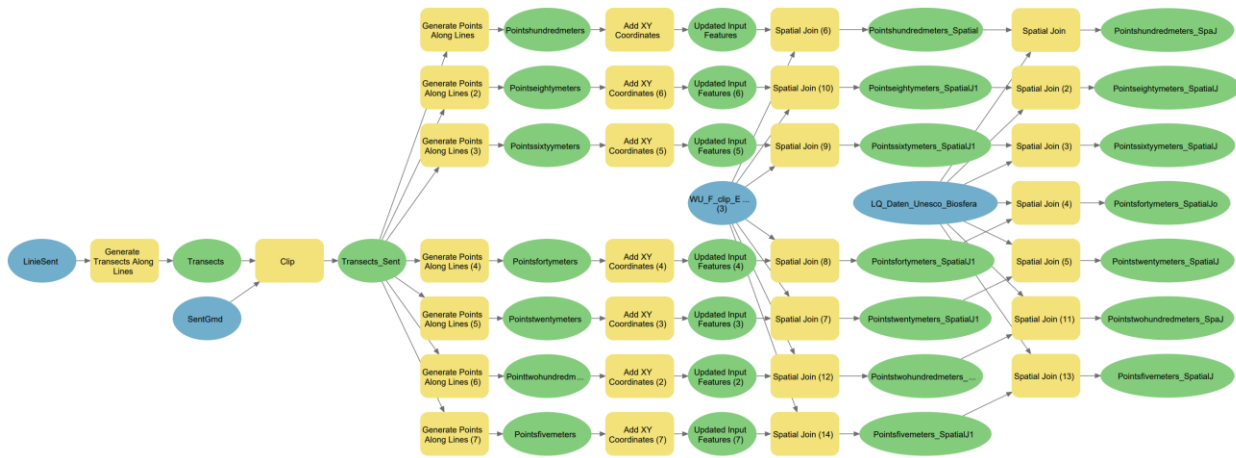 Generate Points
Along Lines
Pointshundredmeters
Add XY
Coordinates
Updated Input
Features
Spatial Join (6)
Pointshundredmeters_Spatial
Spatial Join
Pointshundredmeters_SpaJ
Generate Points
Along Lines (2)
Pointseightymeters
Add XY
Coordinates (6)
Updated Input
Features (6)
Spatial Join (10)
Pointseightymeters_SpatialJ1
Spatial Join (2)
Pointseightymeters_SpatialJ
Generate Points
Along Lines (3)
Pointssixtyymeters
Add XY
Coordinates (5)
Updated Input
Features (5)
Spatial Join (9)
Pointssixtymeters_SpatialJ1
Spatial Join (3)
Pointssixtyymeters_SpatialJ
WU_F_clip_E ...
(3)
LQ_Daten_Unesco_Biosfera
Spatial Join (4)
Pointsfortymeters_SpatialJo
LinieSent
Generate
Transects Along
Lines
Transects
Clip
Transects_Sent
Generate Points
Along Lines (4)
Pointsfortymeters
Add XY
Coordinates (4)
Updated Input
Features (4)
Spatial Join (8)
Pointsfortymeters_SpatialJ1
Spatial Join (5)
Pointstwentymeters_SpatialJ
SentGmd
Generate Points
Along Lines (5)
Pointstwentymeters
Add XY
Coordinates (3)
Updated Input
Features (3)
Spatial Join (7)
Pointstwentymeters_SpatialJ1
Spatial Join (11)
Pointstwohundredmeters_SpaJ
Generate Points
Along Lines (6)
Pointtwohundredm...
Add XY
Coordinates (2)
Updated Input
Features (2)
Spatial Join (12)
Pointstwohundredmeters_...
Spatial Join (13)
Pointsfivemeters_SpatialJ
Generate Points
Along Lines (7)
Pointsfivemeters
Add XY
Coordinates (7)
Updated Input
Features (7)
Spatial Join (14)
Pointsfivemeters_SpatialJ1